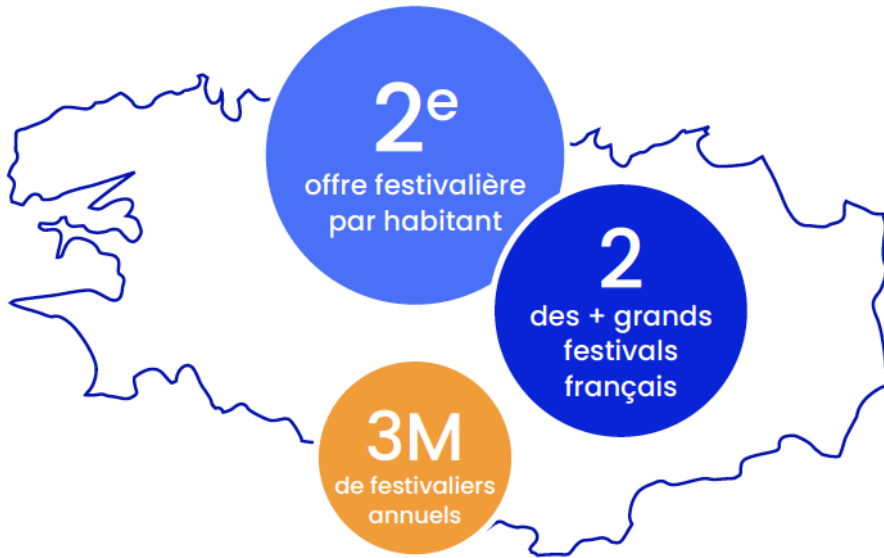 2e
offre festivalière
par habitant
2
des + grands
festivals
français
3M
de festivaliers
annuels